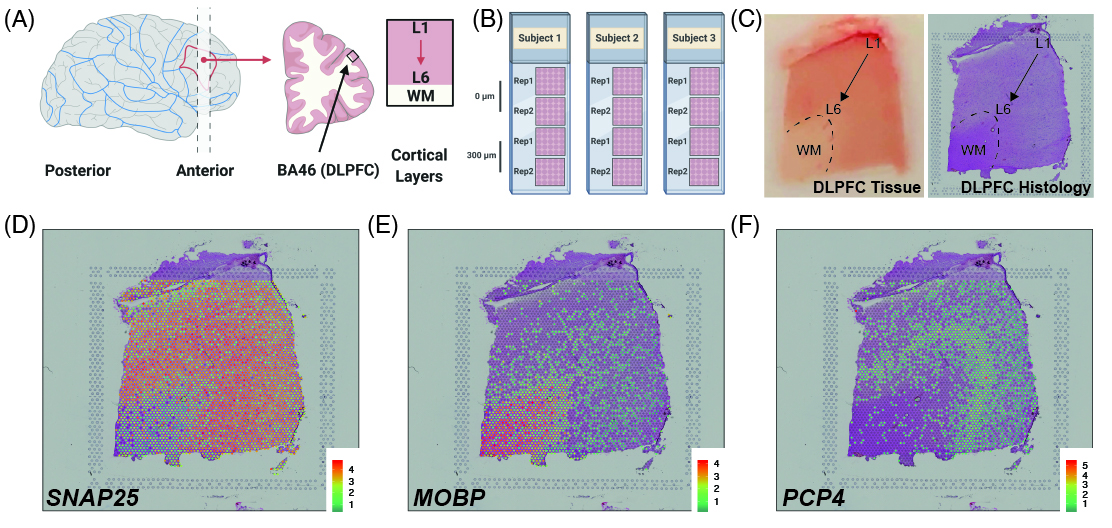 (A)
L1
L6
WM
Posterior
Anterior
BA46 (DLPFC)
Cortical
Layers
(B)
Subject 1
Subject 2
Subject 3
Rep1
Rep1
Rep1
0 µm
Rep2
Rep2
Rep2
Rep1
Rep1
Rep1
300 µm
Rep2
Rep2
Rep2
(C)
L1
L6
WM
DLPFC Tissue
L1
L6
WM
DLPFC Histology
(D)
4
3
2
1
SNAP25
(E)
4
3
2
1
MOBP
(F)
5
4
3
2
1
PCP4